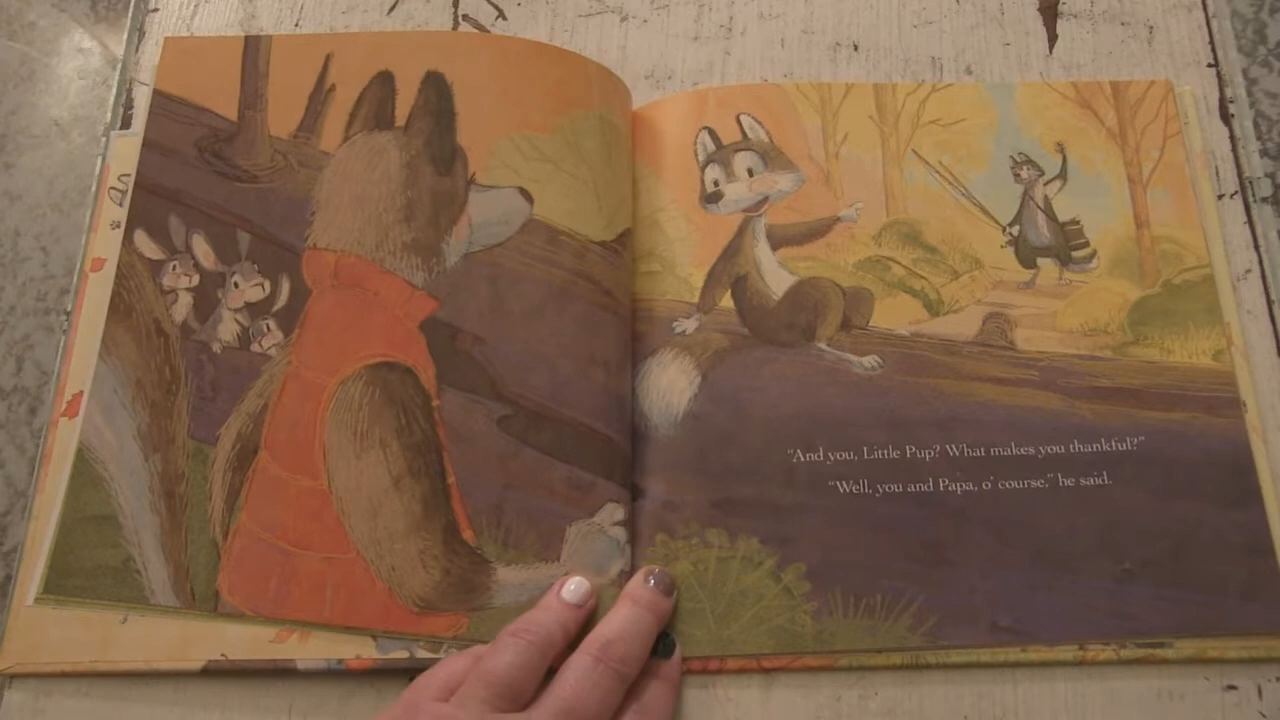 “And you, Little Pup? What makes you thankful?”
“Well, you and Papa, o’ course,” he said.